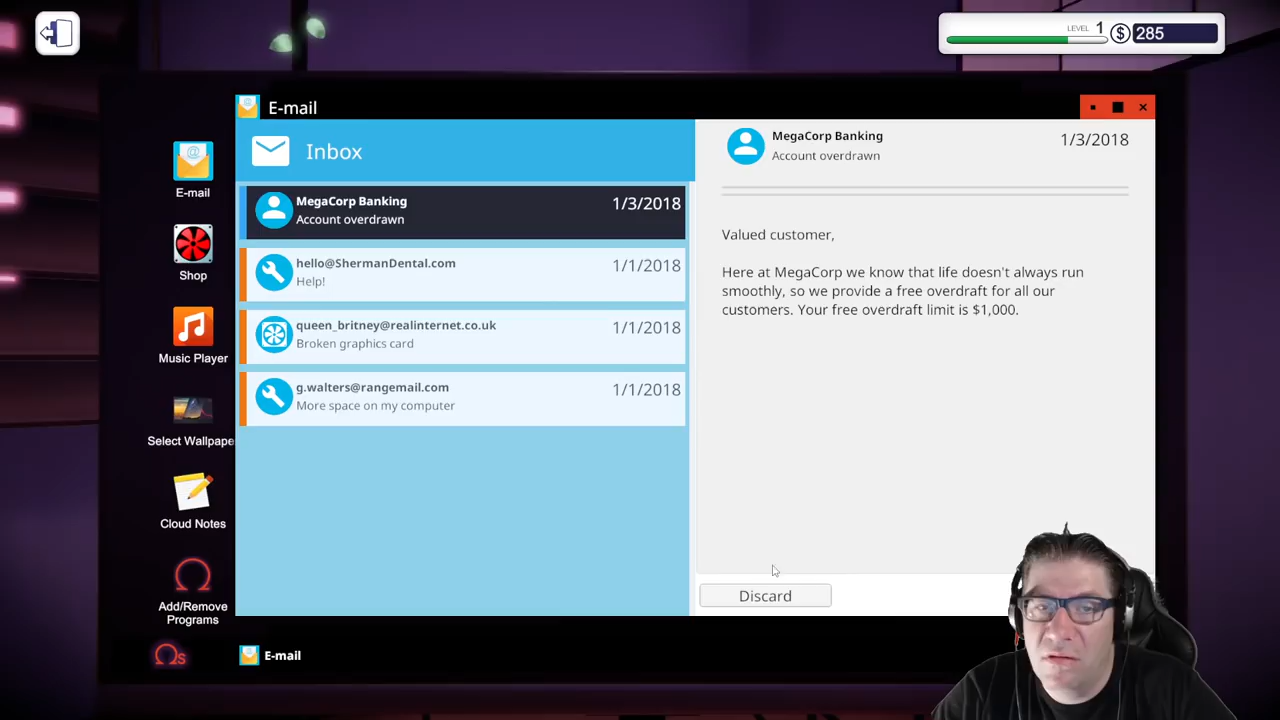 LEVEL 1
$ 285
E-mail
Inbox
MegaCorp Banking
Account overdrawn
1/3/2018
hello@ShermanDental.com
Help!
1/1/2018
queen_britney@realinternet.co.uk
Broken graphics card
1/1/2018
g.walters@rangemail.com
More space on my computer
1/1/2018
MegaCorp Banking
Account overdrawn
1/3/2018
Valued customer,
Here at MegaCorp we know that life doesn't always run
smoothly, so we provide a free overdraft for all our
customers. Your free overdraft limit is $1,000.
Discard
E-mail
Shop
Music Player
Select Wallpape
Cloud Notes
Add/Remove
Programs
Ωs
E-mail